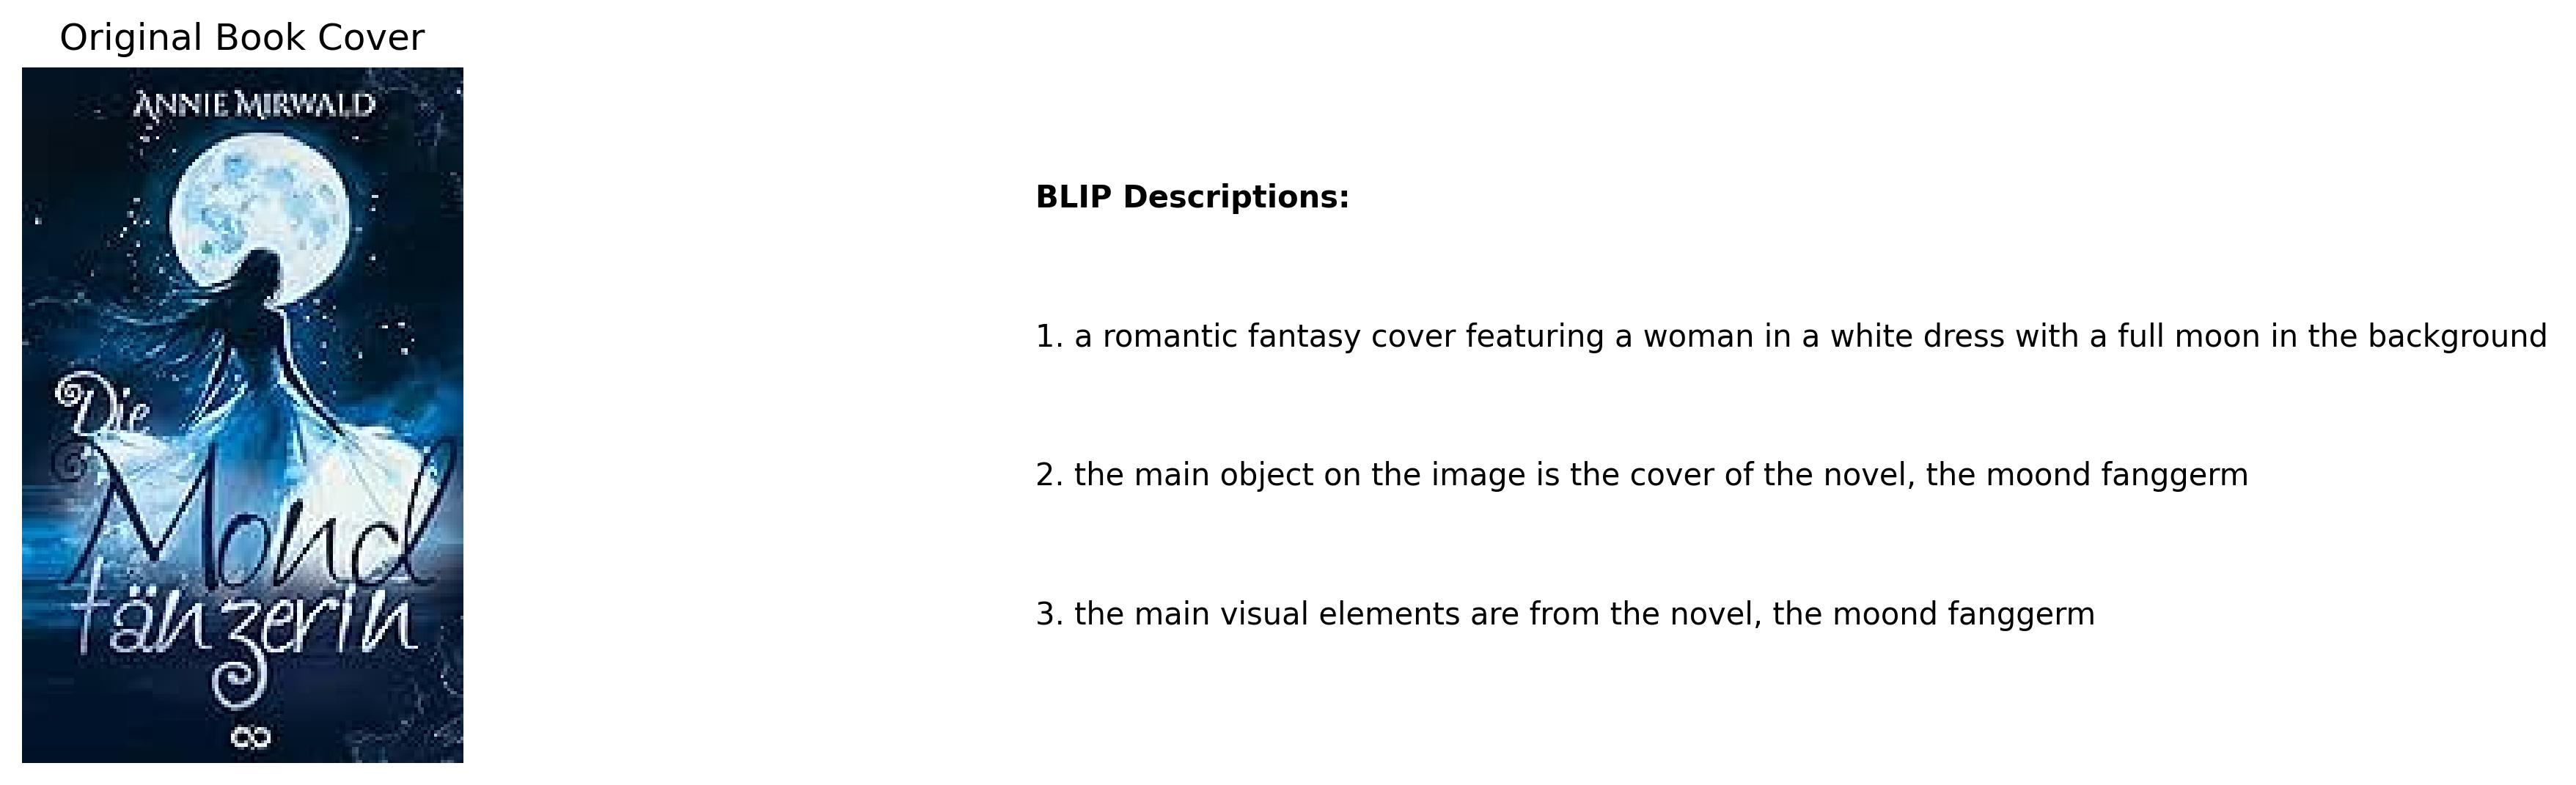 Original Book Cover
ANNIE MIRWALD
Die
Mond
tänzerin
BLIP Descriptions:
1. a romantic fantasy cover featuring a woman in a white dress with a full moon in the background
2. the main object on the image is the cover of the novel, the moond fanggerm
3. the main visual elements are from the novel, the moond fanggerm